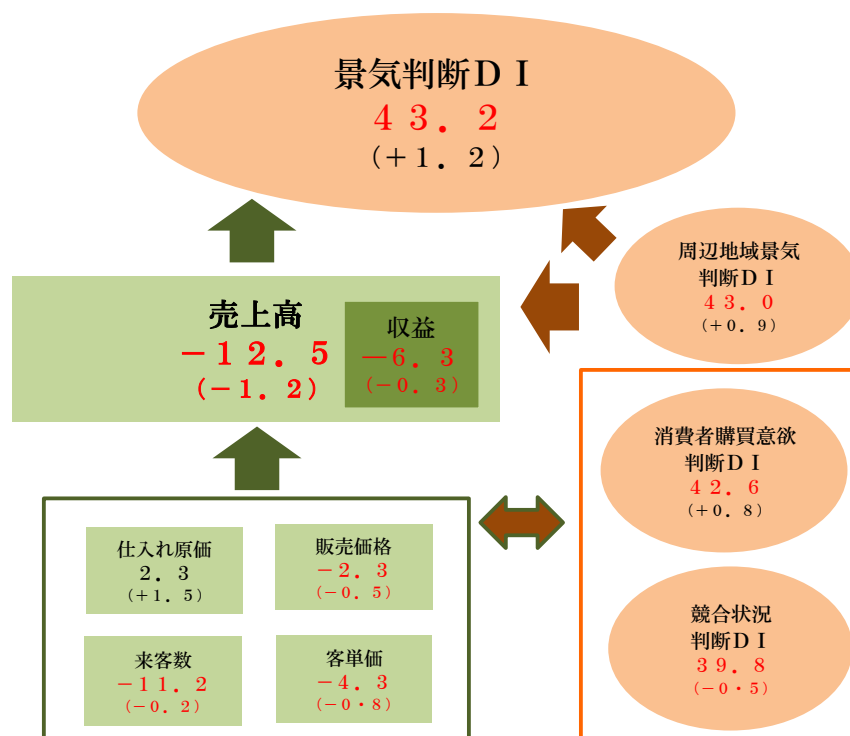 景気判断ＤＩ
４３．２
（＋１．２）
周辺地域景気
判断ＤＩ
４３．０
（＋０．９）
売上高
－１２．５
（－１．２）
収益
－６．３
（－０．３）
消費者購買意欲
判断ＤＩ
４２．６
（＋０．８）
仕入れ原価
２．３
（＋１．５）
販売価格
－２．３
（－０．５）
来客数
－１１．２
（－０．２）
客単価
－４．３
（－０・８）
競合状況
判断ＤＩ
３９．８
（－０・５）